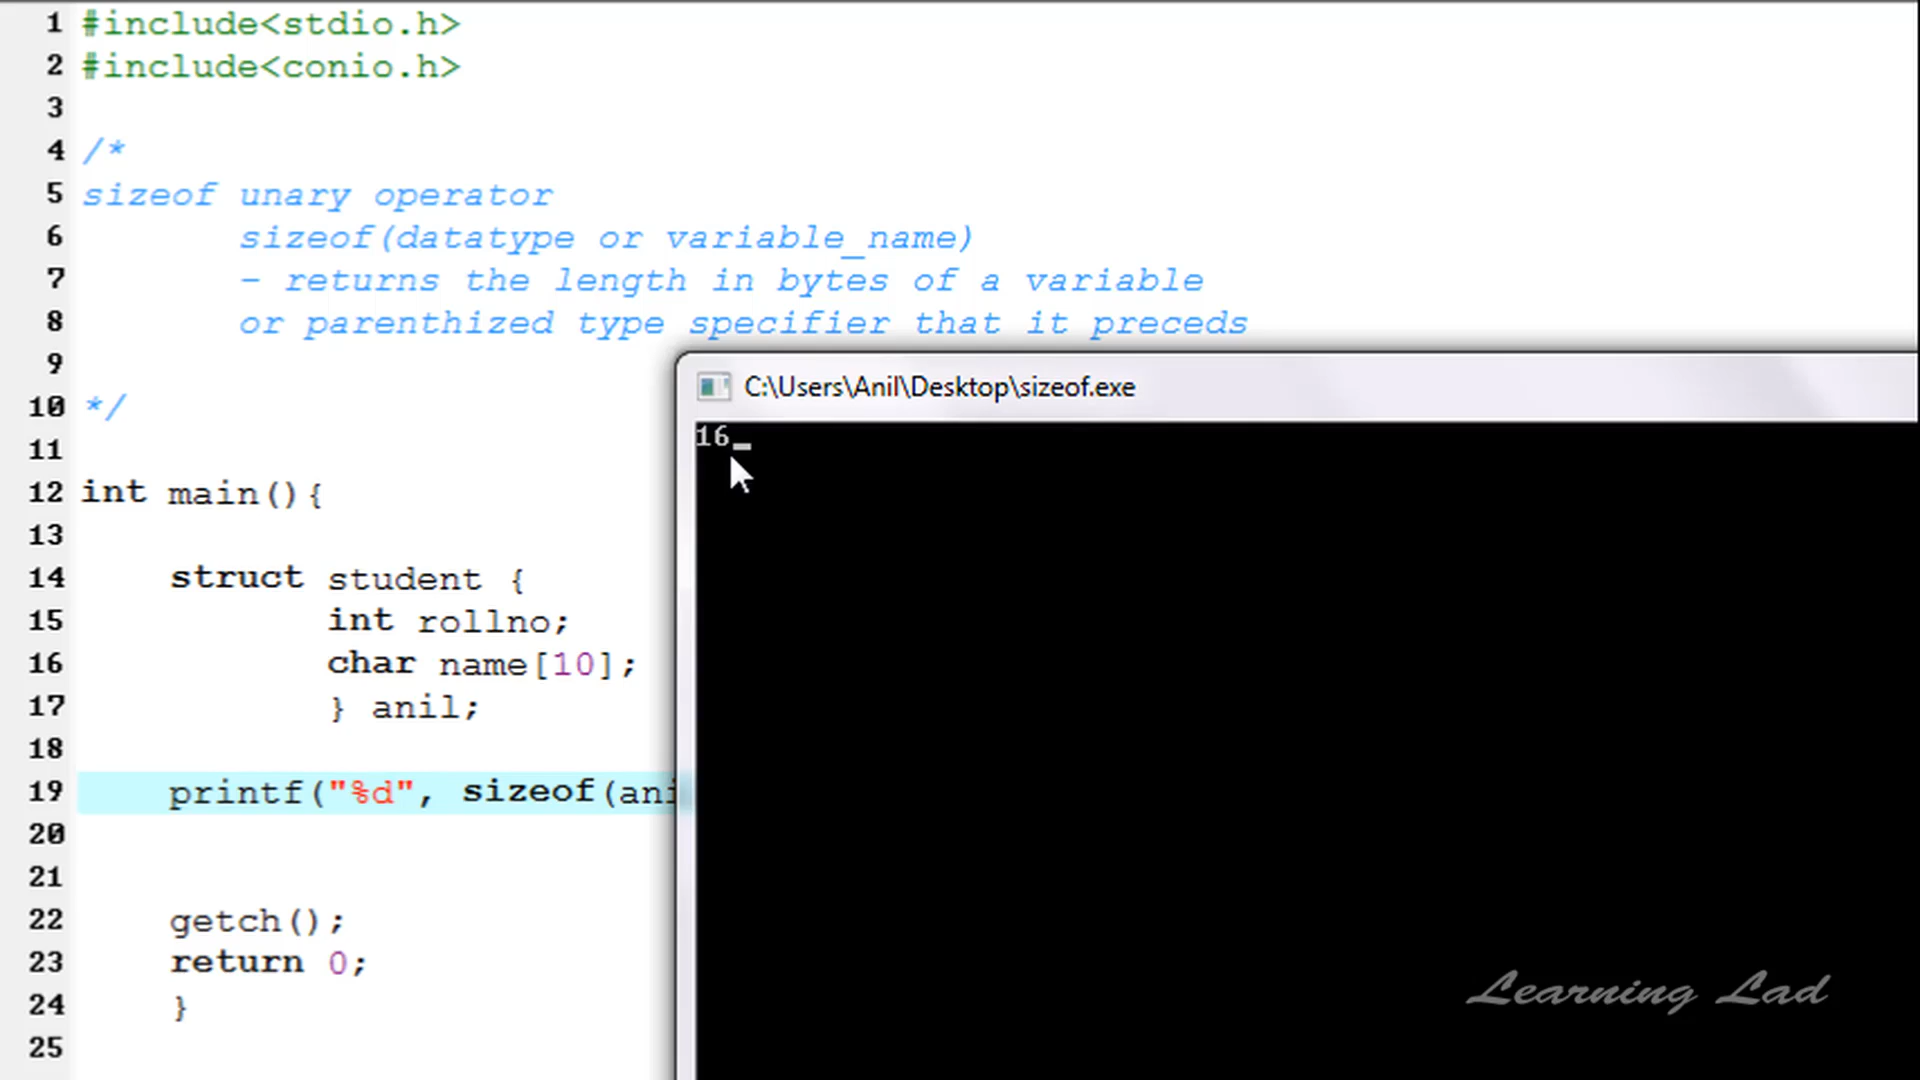 1 #include<stdio.h>
2 #include<conio.h>
3
4 /*
5 sizeof unary operator
6 sizeof(datatype or variable_name)
7 - returns the length in bytes of a variable
8 or parenthized type specifier that it preceds
9
10 */
11
12 int main(){
13
14 struct student {
15 int rollno;
16 char name[10];
17 } anil;
18
19 printf("%d", sizeof(ani
20
21
22 getch();
23 return 0;
24 }
25
C:\Users\Anil\Desktop\sizeof.exe
16_
Learning Lad